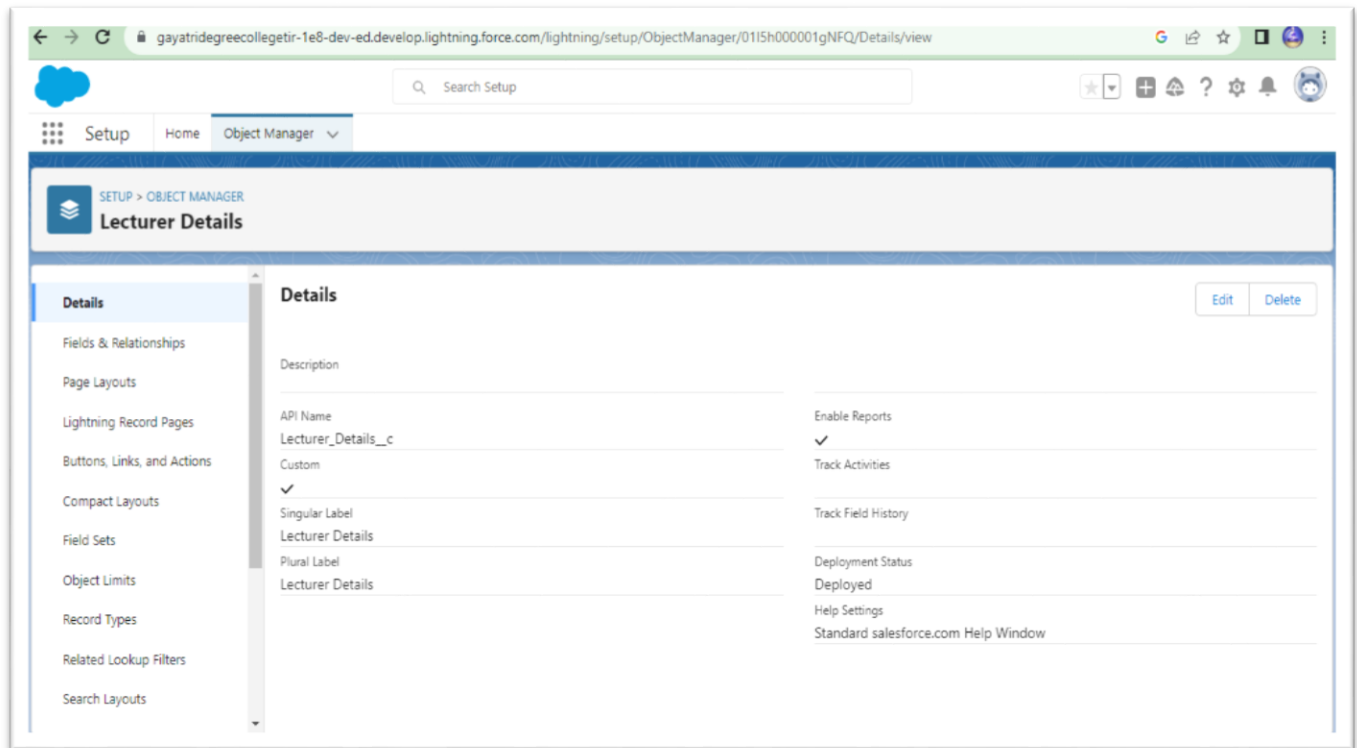 gayatridegreecollegetir-1e8-dev-ed.develop.lightning.force.com/lightning/setup/ObjectManager/01I5h000001gNFQ/Details/view
Search Setup
Setup
Home
Object Manager
SETUP > OBJECT MANAGER
Lecturer Details
Details
Fields & Relationships
Page Layouts
Lightning Record Pages
Buttons, Links, and Actions
Compact Layouts
Field Sets
Object Limits
Record Types
Related Lookup Filters
Search Layouts
Details
Edit
Delete
Description
API Name
Lecturer_Details__c
Custom
Singular Label
Lecturer Details
Plural Label
Lecturer Details
Enable Reports
Track Activities
Track Field History
Deployment Status
Deployed
Help Settings
Standard salesforce.com Help Window